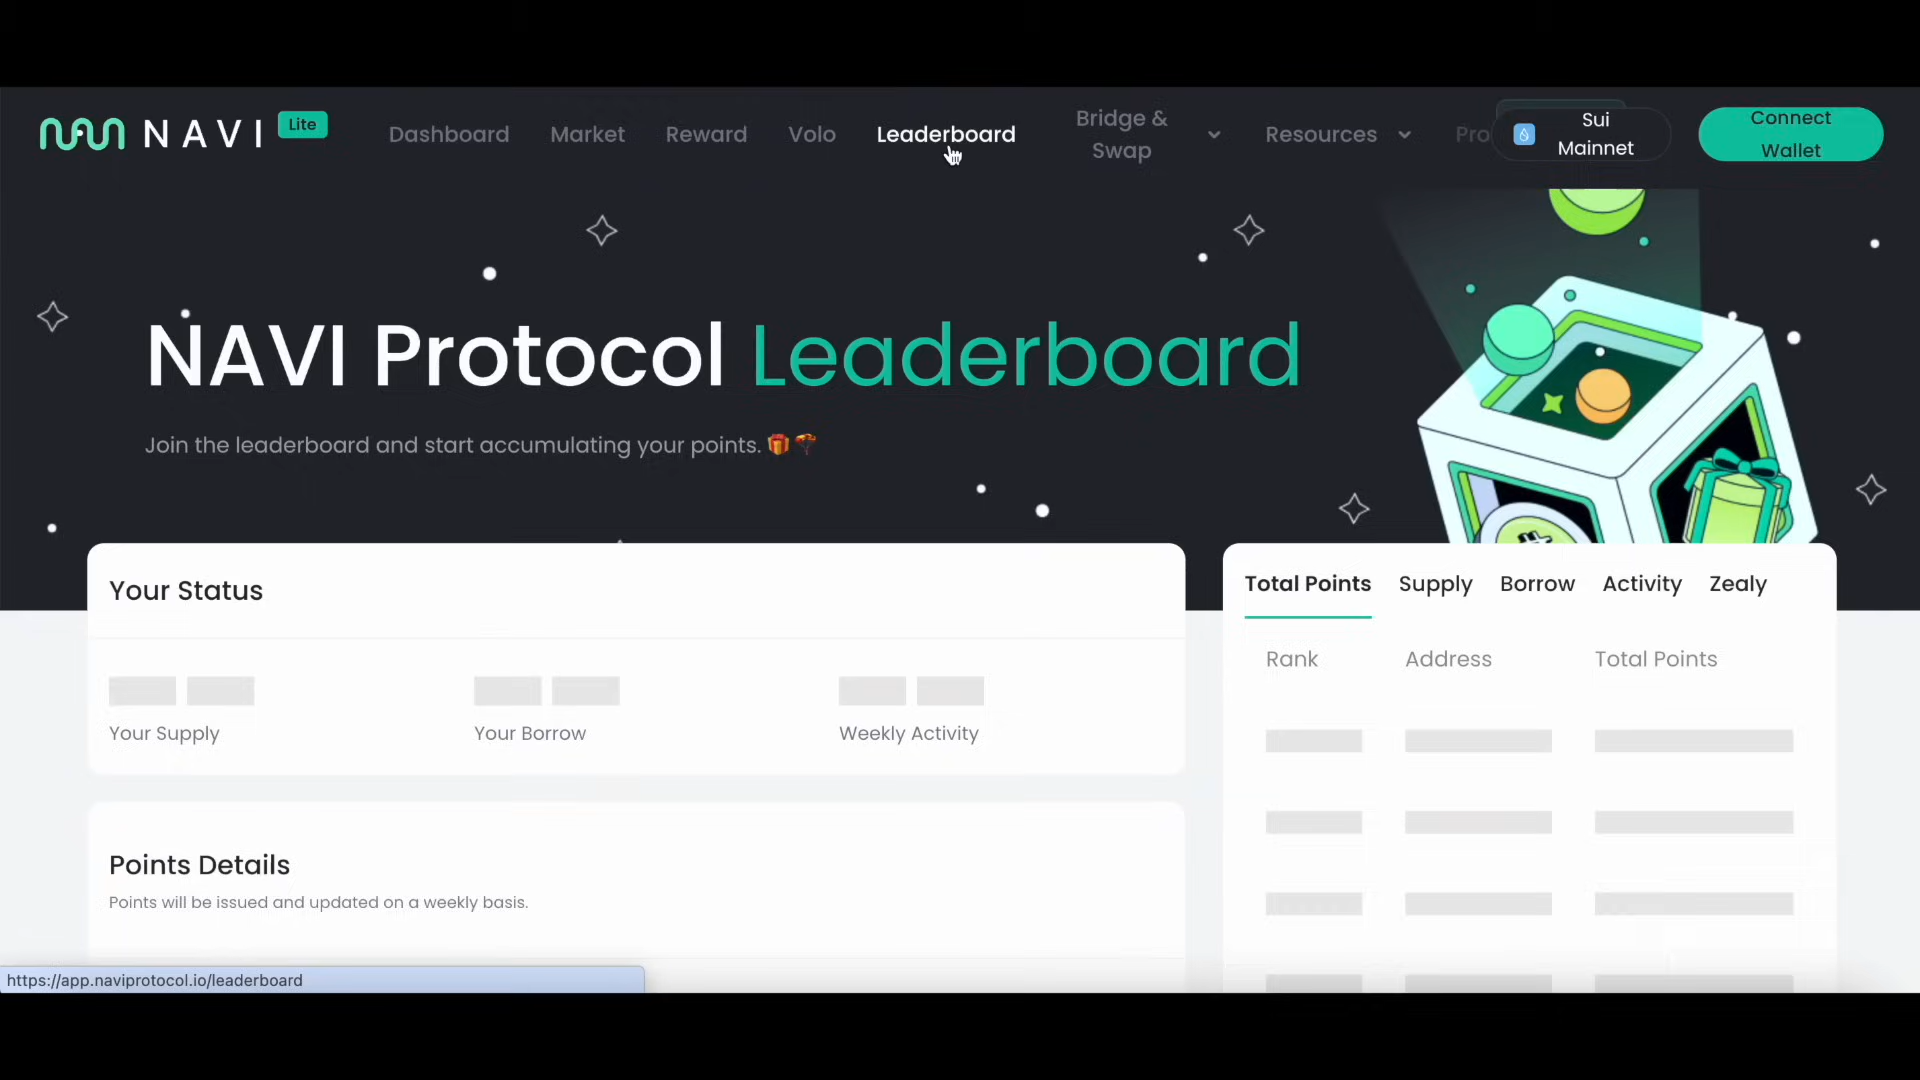 NAVI Lite
Dashboard
Market
Reward
Volo
Leaderboard
Bridge &
Swap
Resources
Pro
Sui
Mainnet
Connect
Wallet
NAVI Protocol Leaderboard
Join the leaderboard and start accumulating your points. 🎁🪂
Your Status
Your Supply
Your Borrow
Weekly Activity
Points Details
Points will be issued and updated on a weekly basis.
Total Points
Supply
Borrow
Activity
Zealy
Rank
Address
Total Points
https://app.naviprotocol.io/leaderboard